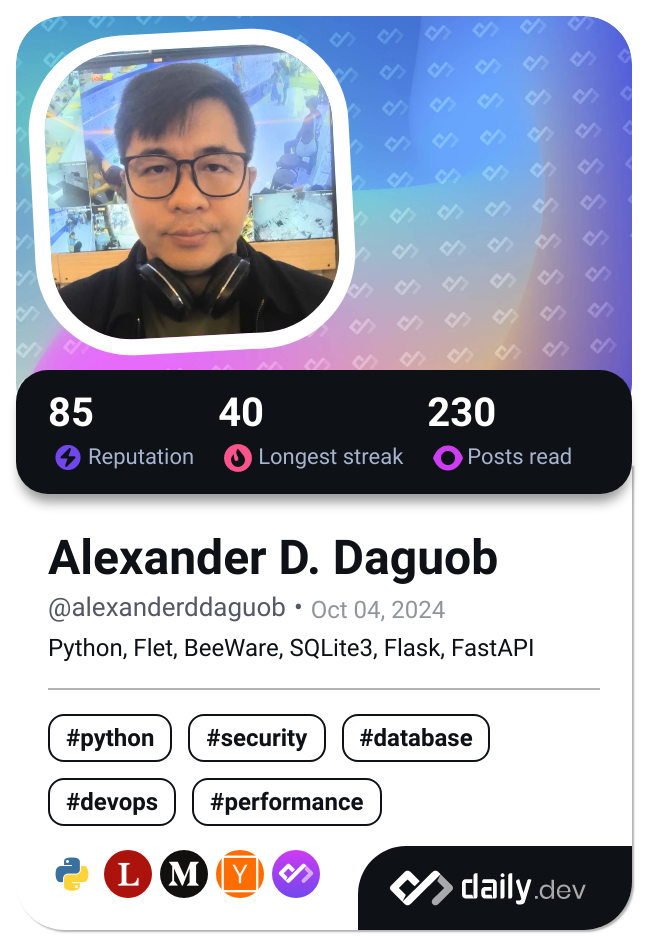 85 40 230
Reputation Longest streak Posts read
Alexander D. Daguob
@alexanderddaguob • Oct 04, 2024
Python, Flet, BeeWare, SQLite3, Flask, FastAPI
#python #security #database
#devops #performance
L M Y
daily.dev